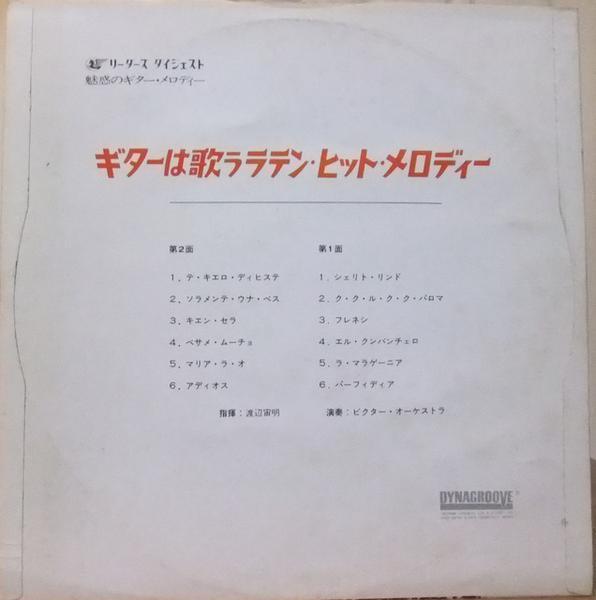 リーダーズ ダイジェスト
魅惑のギター・メロディー
ギターは歌うラテン・ヒット・メロディー
第2面
1. テ・キエロ・ディヒステ
2. ソラメンテ・ウナ・ベス
3. キエン・セラ
4. ベサメ・ムーチョ
5. マリア・ラ・オ
6. アディオス
第1面
1. シェリト・リンド
2. ク・ク・ル・ク・ク・パロマ
3. フレネシ
4. エル・クンバンチェロ
5. ラ・マラゲーニア
6. パーフィディア
指揮：渡辺宙明
演奏：ビクター・オーケストラ
DYNAGROOVE®